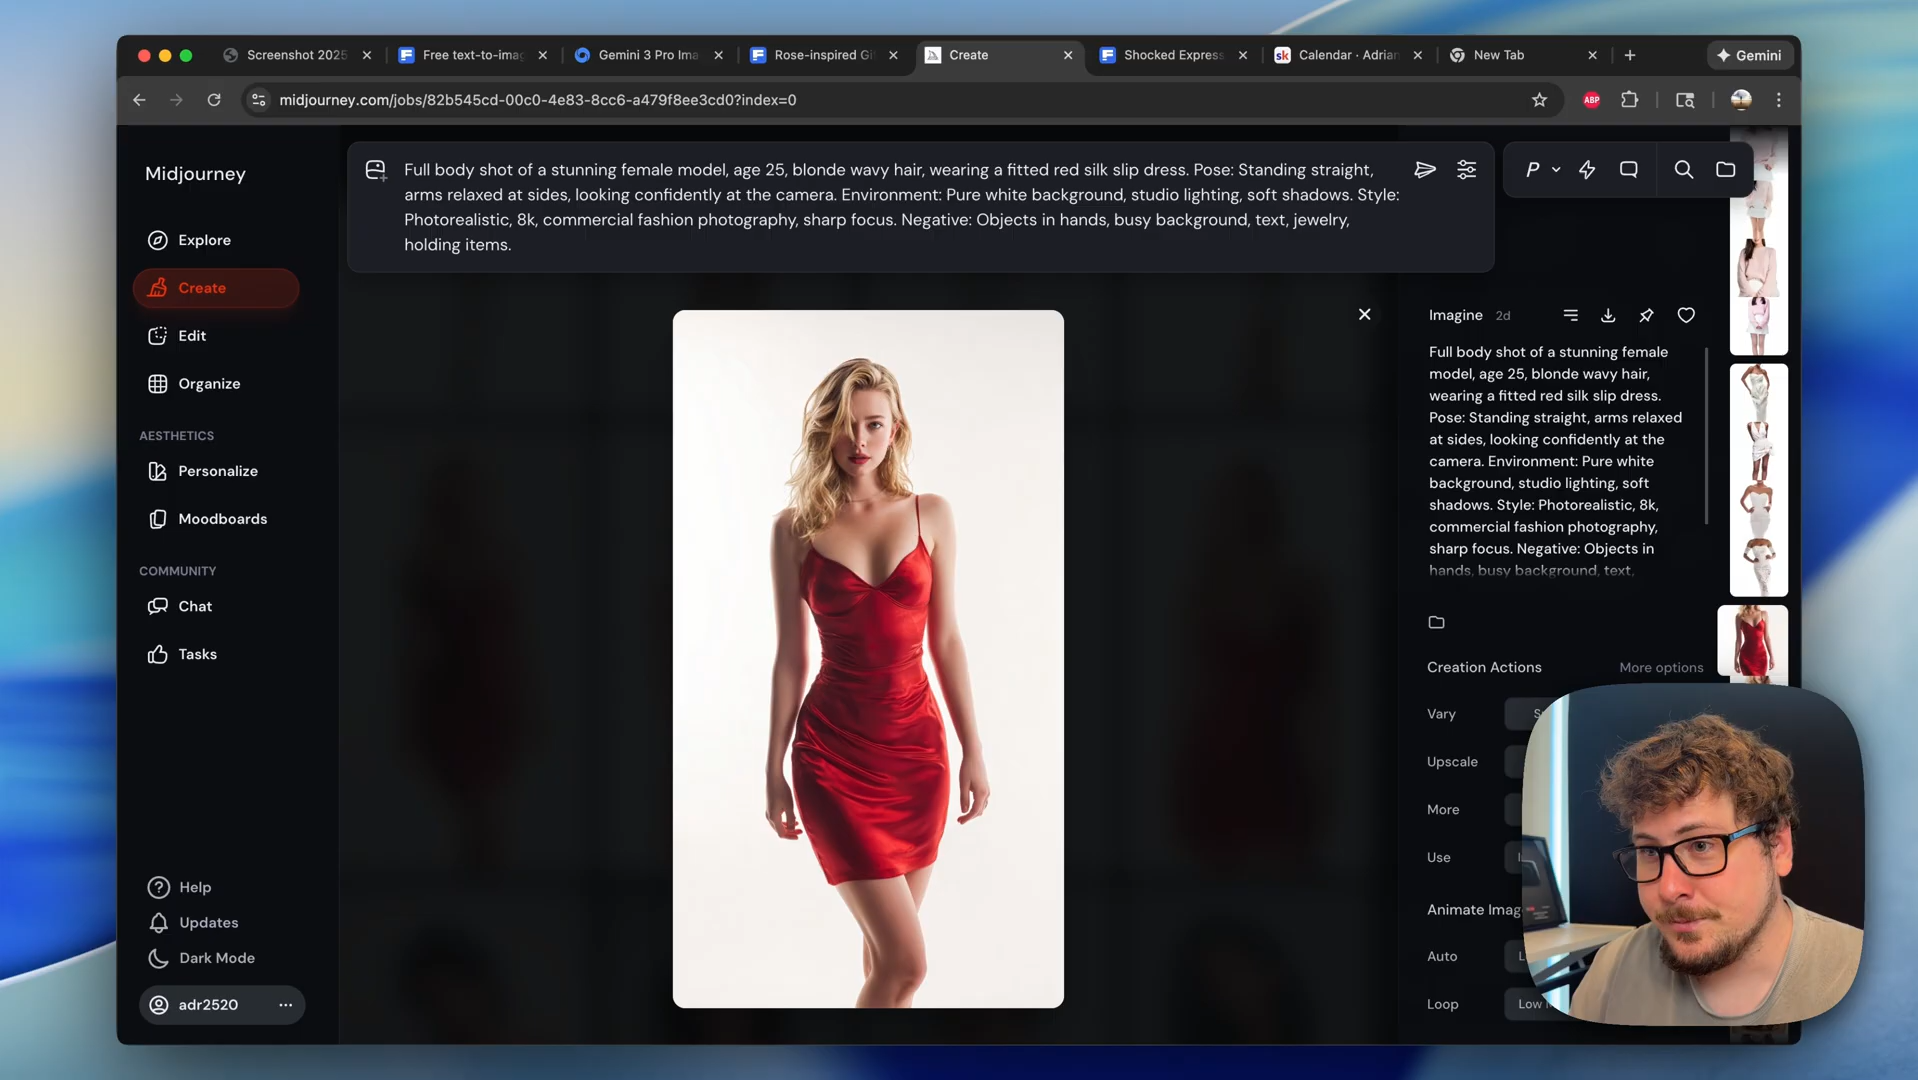 Screenshot 2025
Free text-to-imag
Gemini 3 Pro Ima
Rose-inspired Gi
Create
Shocked Express
Calendar · Adrian
New Tab
Gemini
midjourney.com/jobs/82b545cd-00c0-4e83-8cc6-a479f8ee3cd0?index=0
ABP
Midjourney
Explore
Create
Edit
Organize
AESTHETICS
Personalize
Moodboards
COMMUNITY
Chat
Tasks
Help
Updates
Dark Mode
adr2520
Full body shot of a stunning female model, age 25, blonde wavy hair, wearing a fitted red silk slip dress. Pose: Standing straight,
arms relaxed at sides, looking confidently at the camera. Environment: Pure white background, studio lighting, soft shadows. Style:
Photorealistic, 8k, commercial fashion photography, sharp focus. Negative: Objects in hands, busy background, text, jewelry,
holding items.
P
Imagine 2d
Full body shot of a stunning female
model, age 25, blonde wavy hair,
wearing a fitted red silk slip dress.
Pose: Standing straight, arms relaxed
at sides, looking confidently at the
camera. Environment: Pure white
background, studio lighting, soft
shadows. Style: Photorealistic, 8k,
commercial fashion photography,
sharp focus. Negative: Objects in
hands, busy background, text,
Creation Actions More options
Vary
Upscale
More
Use
Animate Imag
Auto
Loop Low